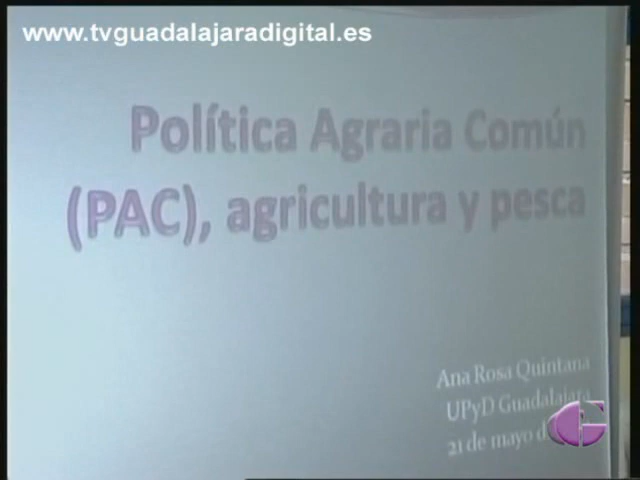 www.tvguadalajaradigital.es
Política Agraria Común
(PAC), agricultura y pesca
Ana Rosa Quintana
UPyD Guadalajara
21 de mayo